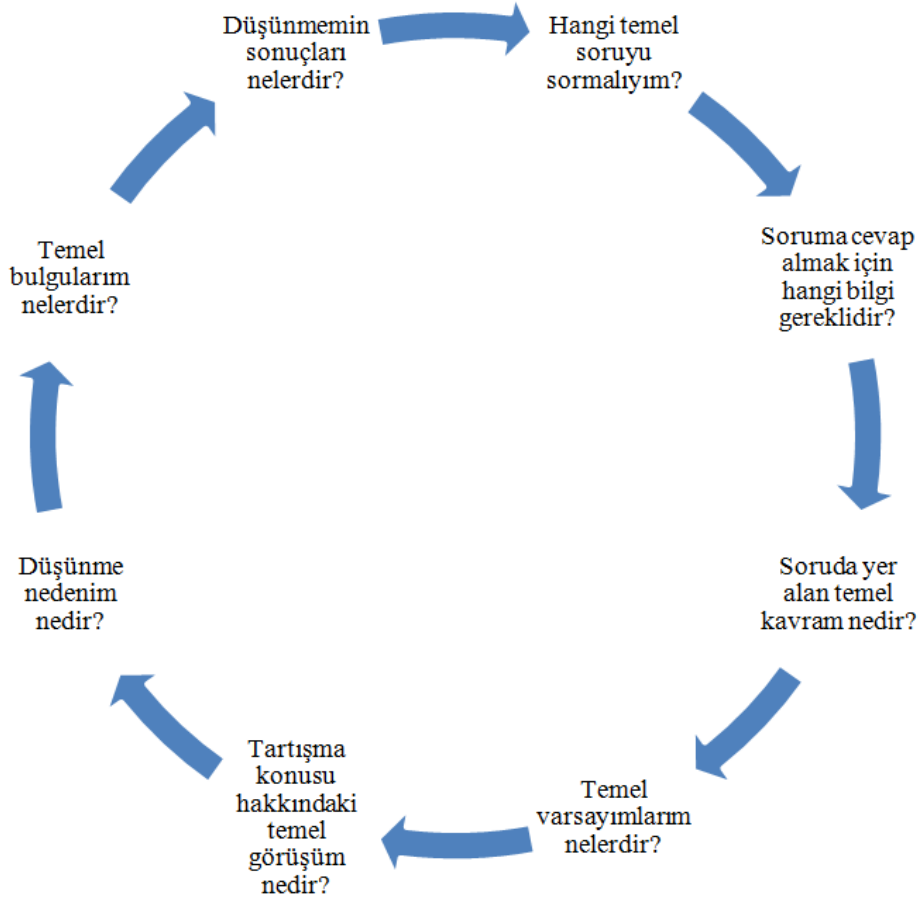 Düşünmemin
sonuçları
nelerdir?
Hangi temel
soruyu
sormalıyım?
Soruma cevap
almak için
hangi bilgi
gereklidir?
Soruda yer
alan temel
kavram nedir?
Temel
varsayımlarım
nelerdir?
Tartışma
konusu
hakkındaki
temel
görüşüm
nedir?
Düşünme
nedenim
nedir?
Temel
bulgularım
nelerdir?